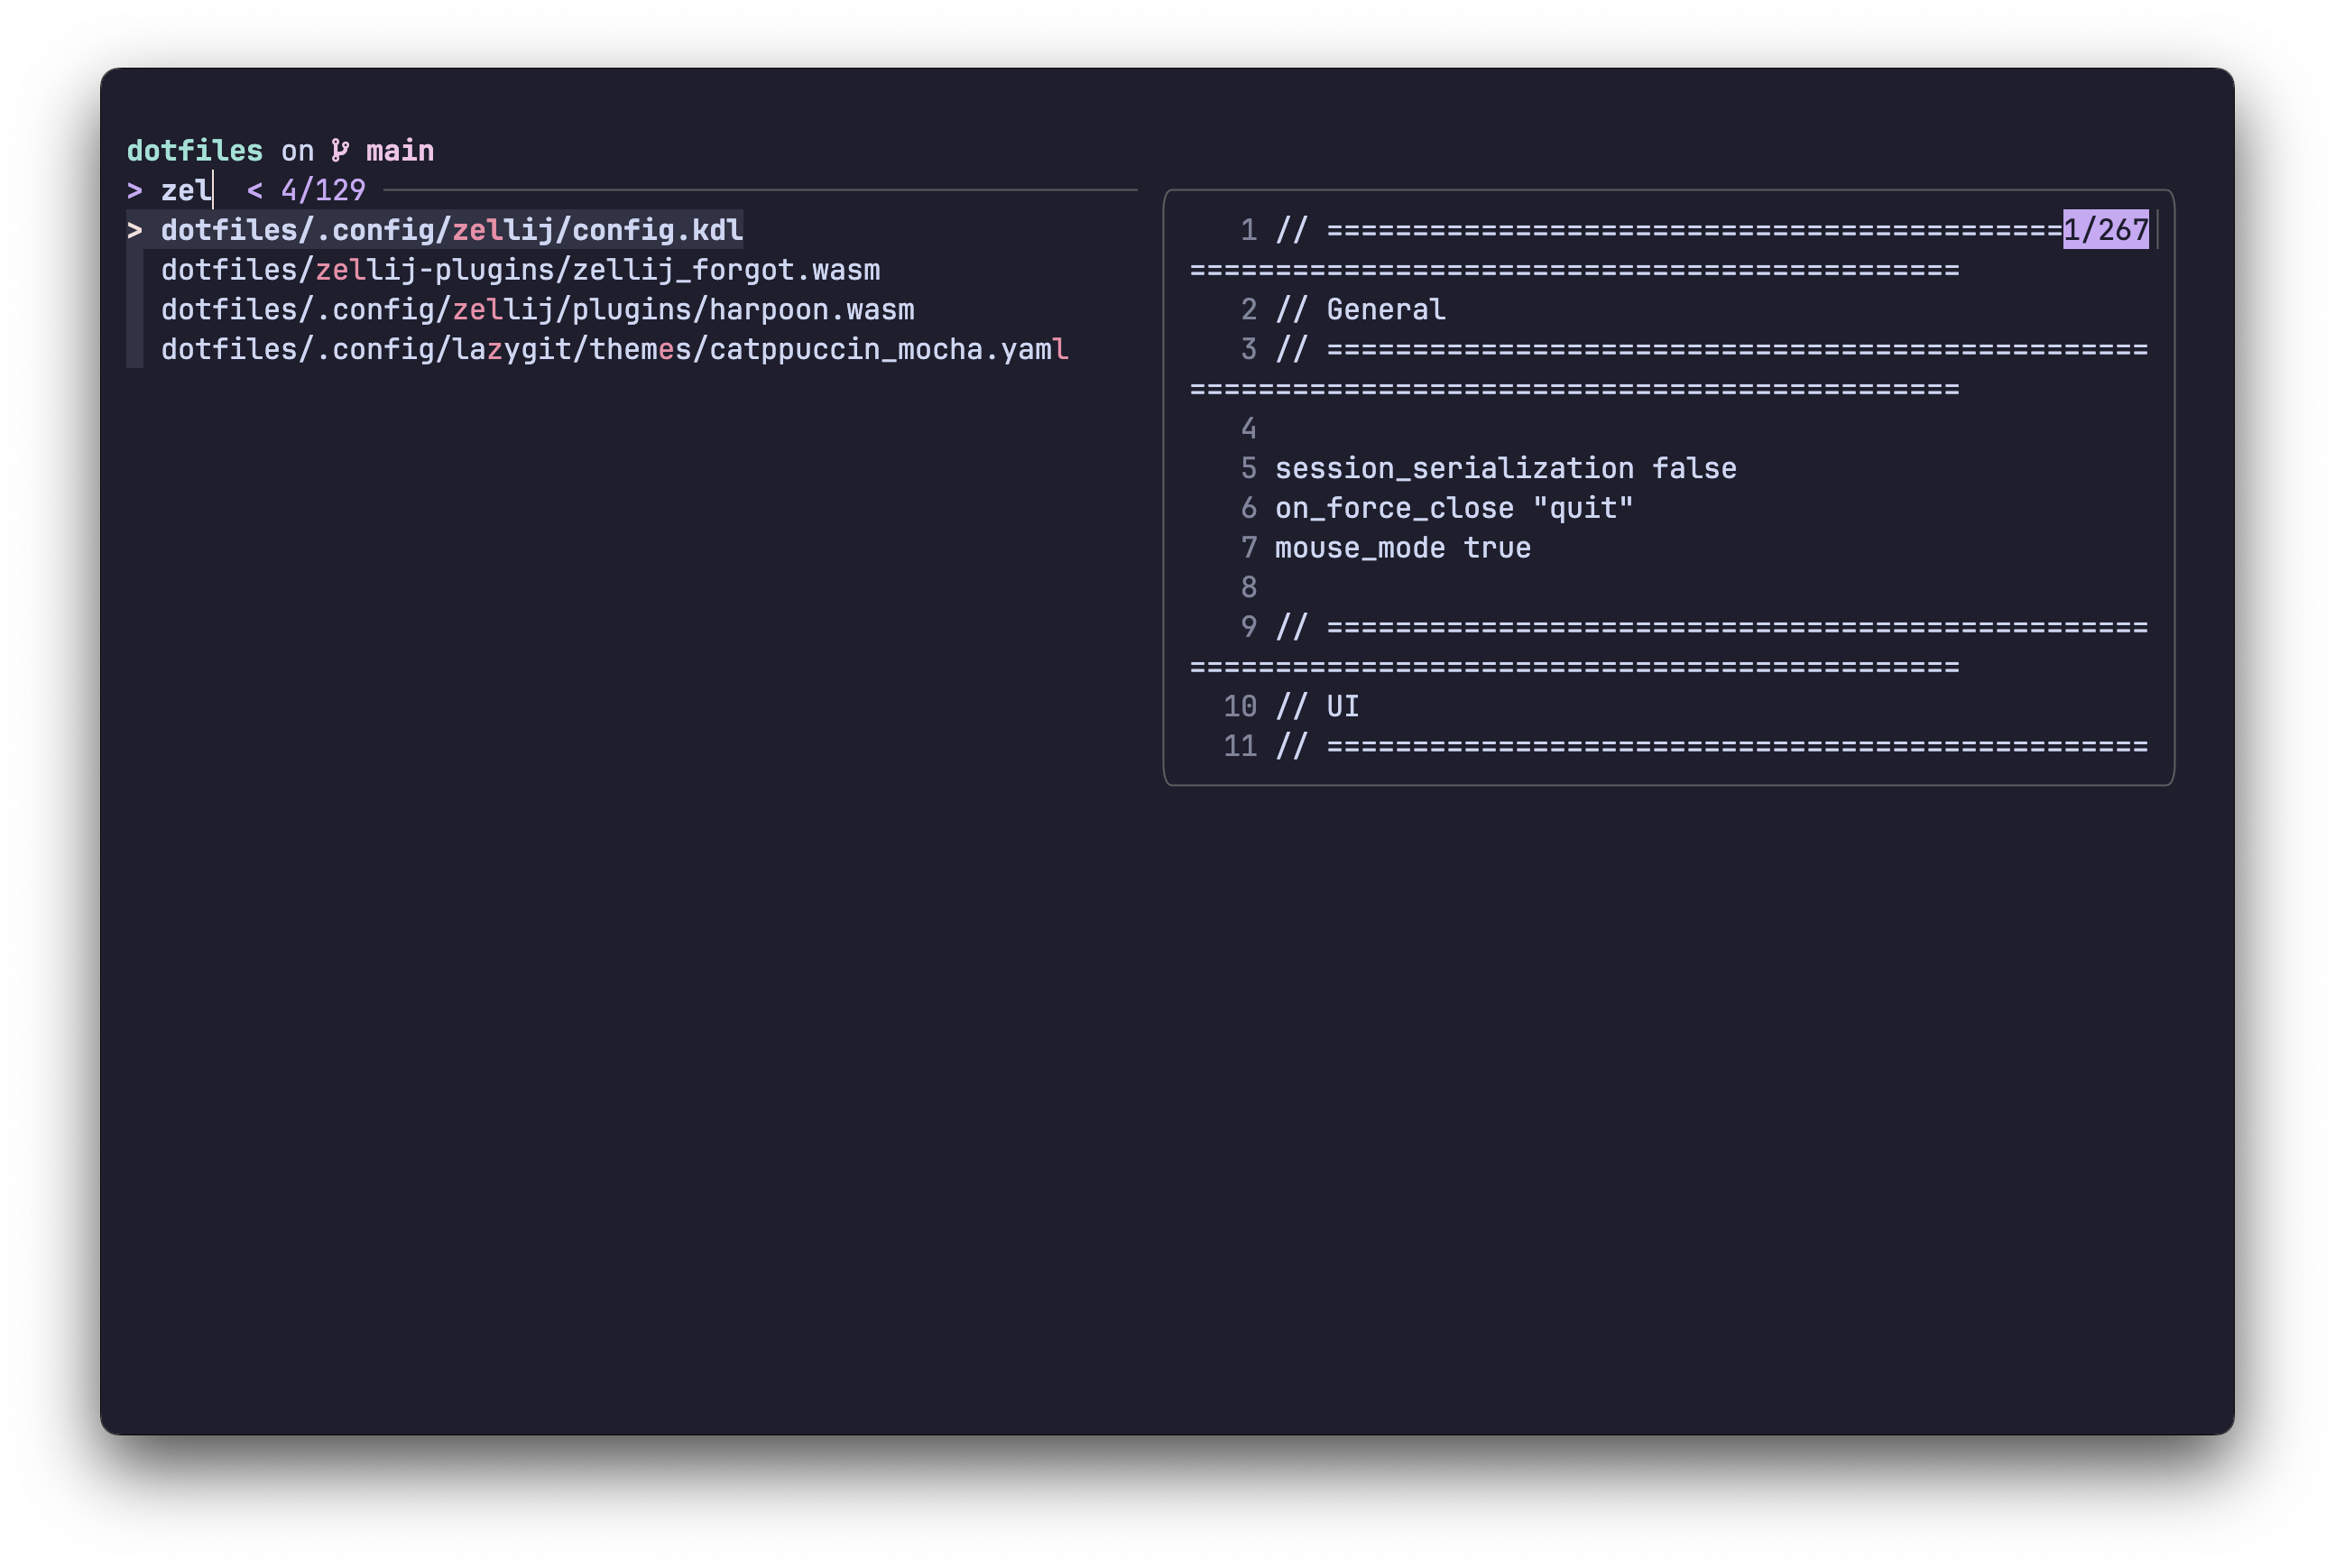 dotfiles on main
> zel < 4/129
> dotfiles/.config/zellij/config.kdl
dotfiles/zellij-plugins/zellij_forgot.wasm
dotfiles/.config/zellij/plugins/harpoon.wasm
dotfiles/.config/lazygit/themes/catppuccin_mocha.yaml
1 // =========================================== 1/267
=============================================
2 // General
3 // ================================================
=============================================
4
5 session_serialization false
6 on_force_close "quit"
7 mouse_mode true
8
9 // ================================================
=============================================
10 // UI
11 // ================================================